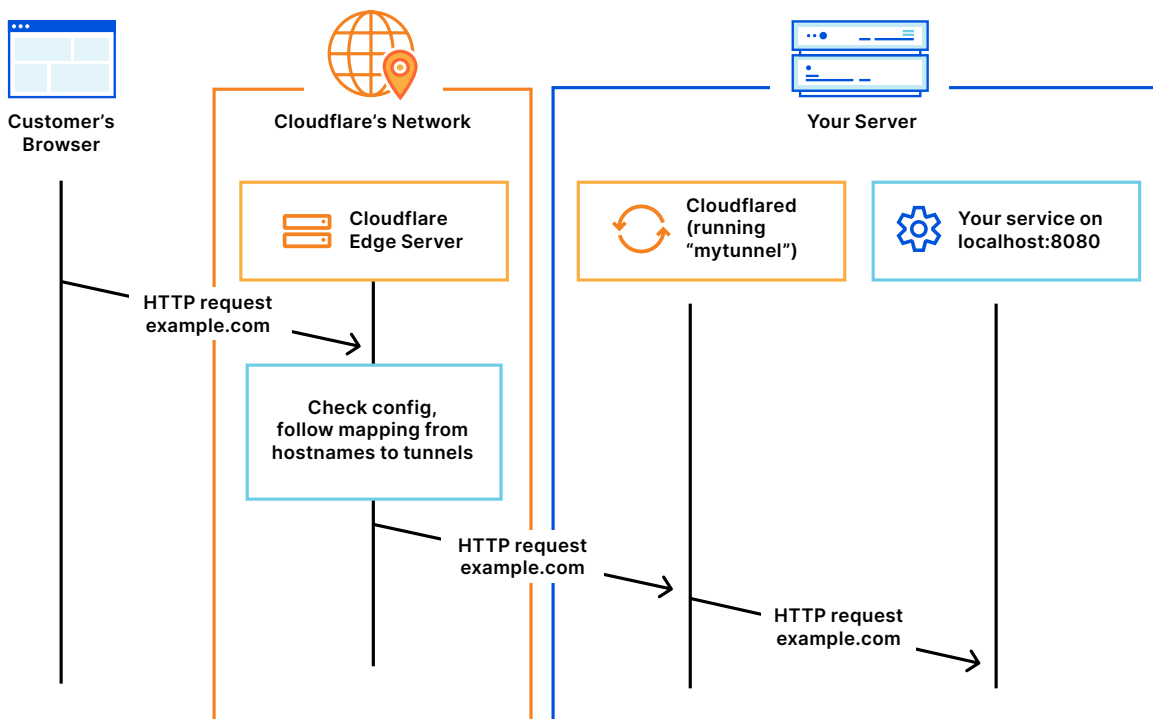 Customer's
Browser
Cloudflare's Network
Your Server
Cloudflare
Edge Server
Cloudflared
(running
“mytunnel”)
Your service on
localhost:8080
HTTP request
example.com
Check config,
follow mapping from
hostnames to tunnels
HTTP request
example.com
HTTP request
example.com